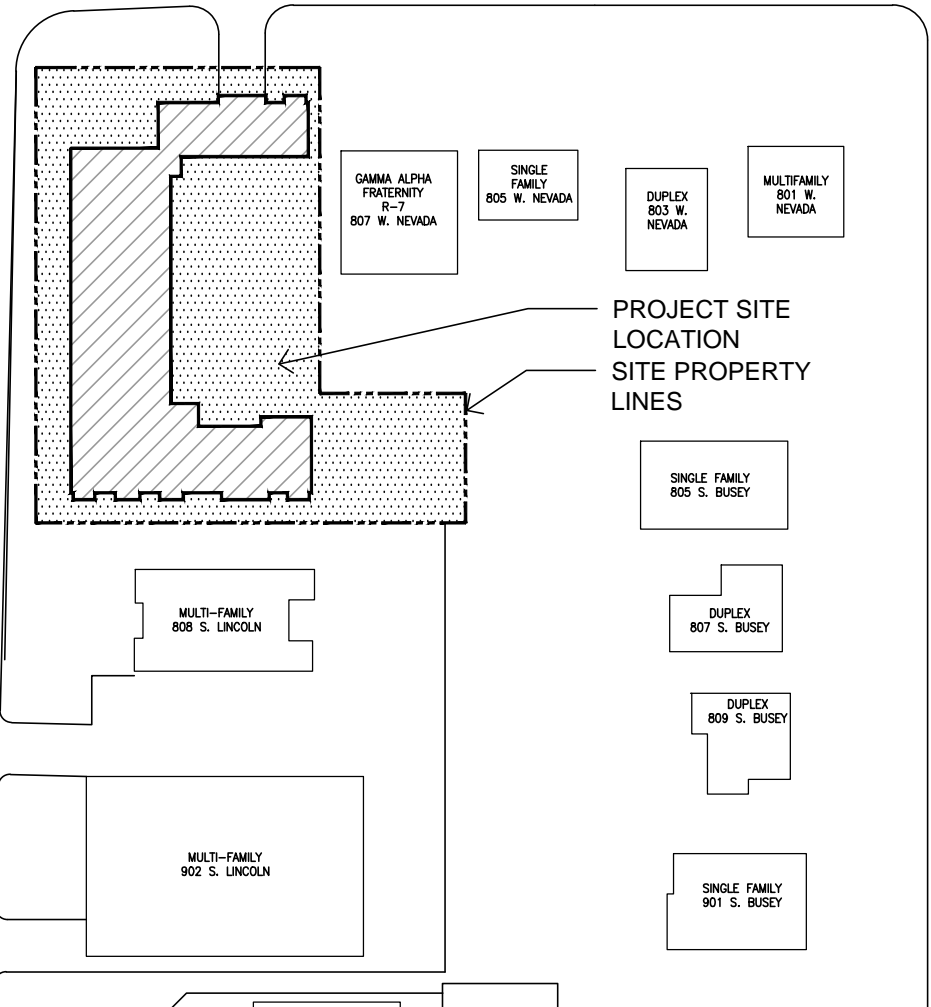 GAMMA ALPHA
FRATERNITY
R-7
807 W. NEVADA
SINGLE
FAMILY
805 W. NEVADA
DUPLEX
803 W.
NEVADA
MULTIFAMILY
801 W.
NEVADA
PROJECT SITE
LOCATION
SITE PROPERTY
LINES
SINGLE FAMILY
805 S. BUSEY
MULTI-FAMILY
808 S. LINCOLN
DUPLEX
807 S. BUSEY
DUPLEX
809 S. BUSEY
MULTI-FAMILY
902 S. LINCOLN
SINGLE FAMILY
901 S. BUSEY